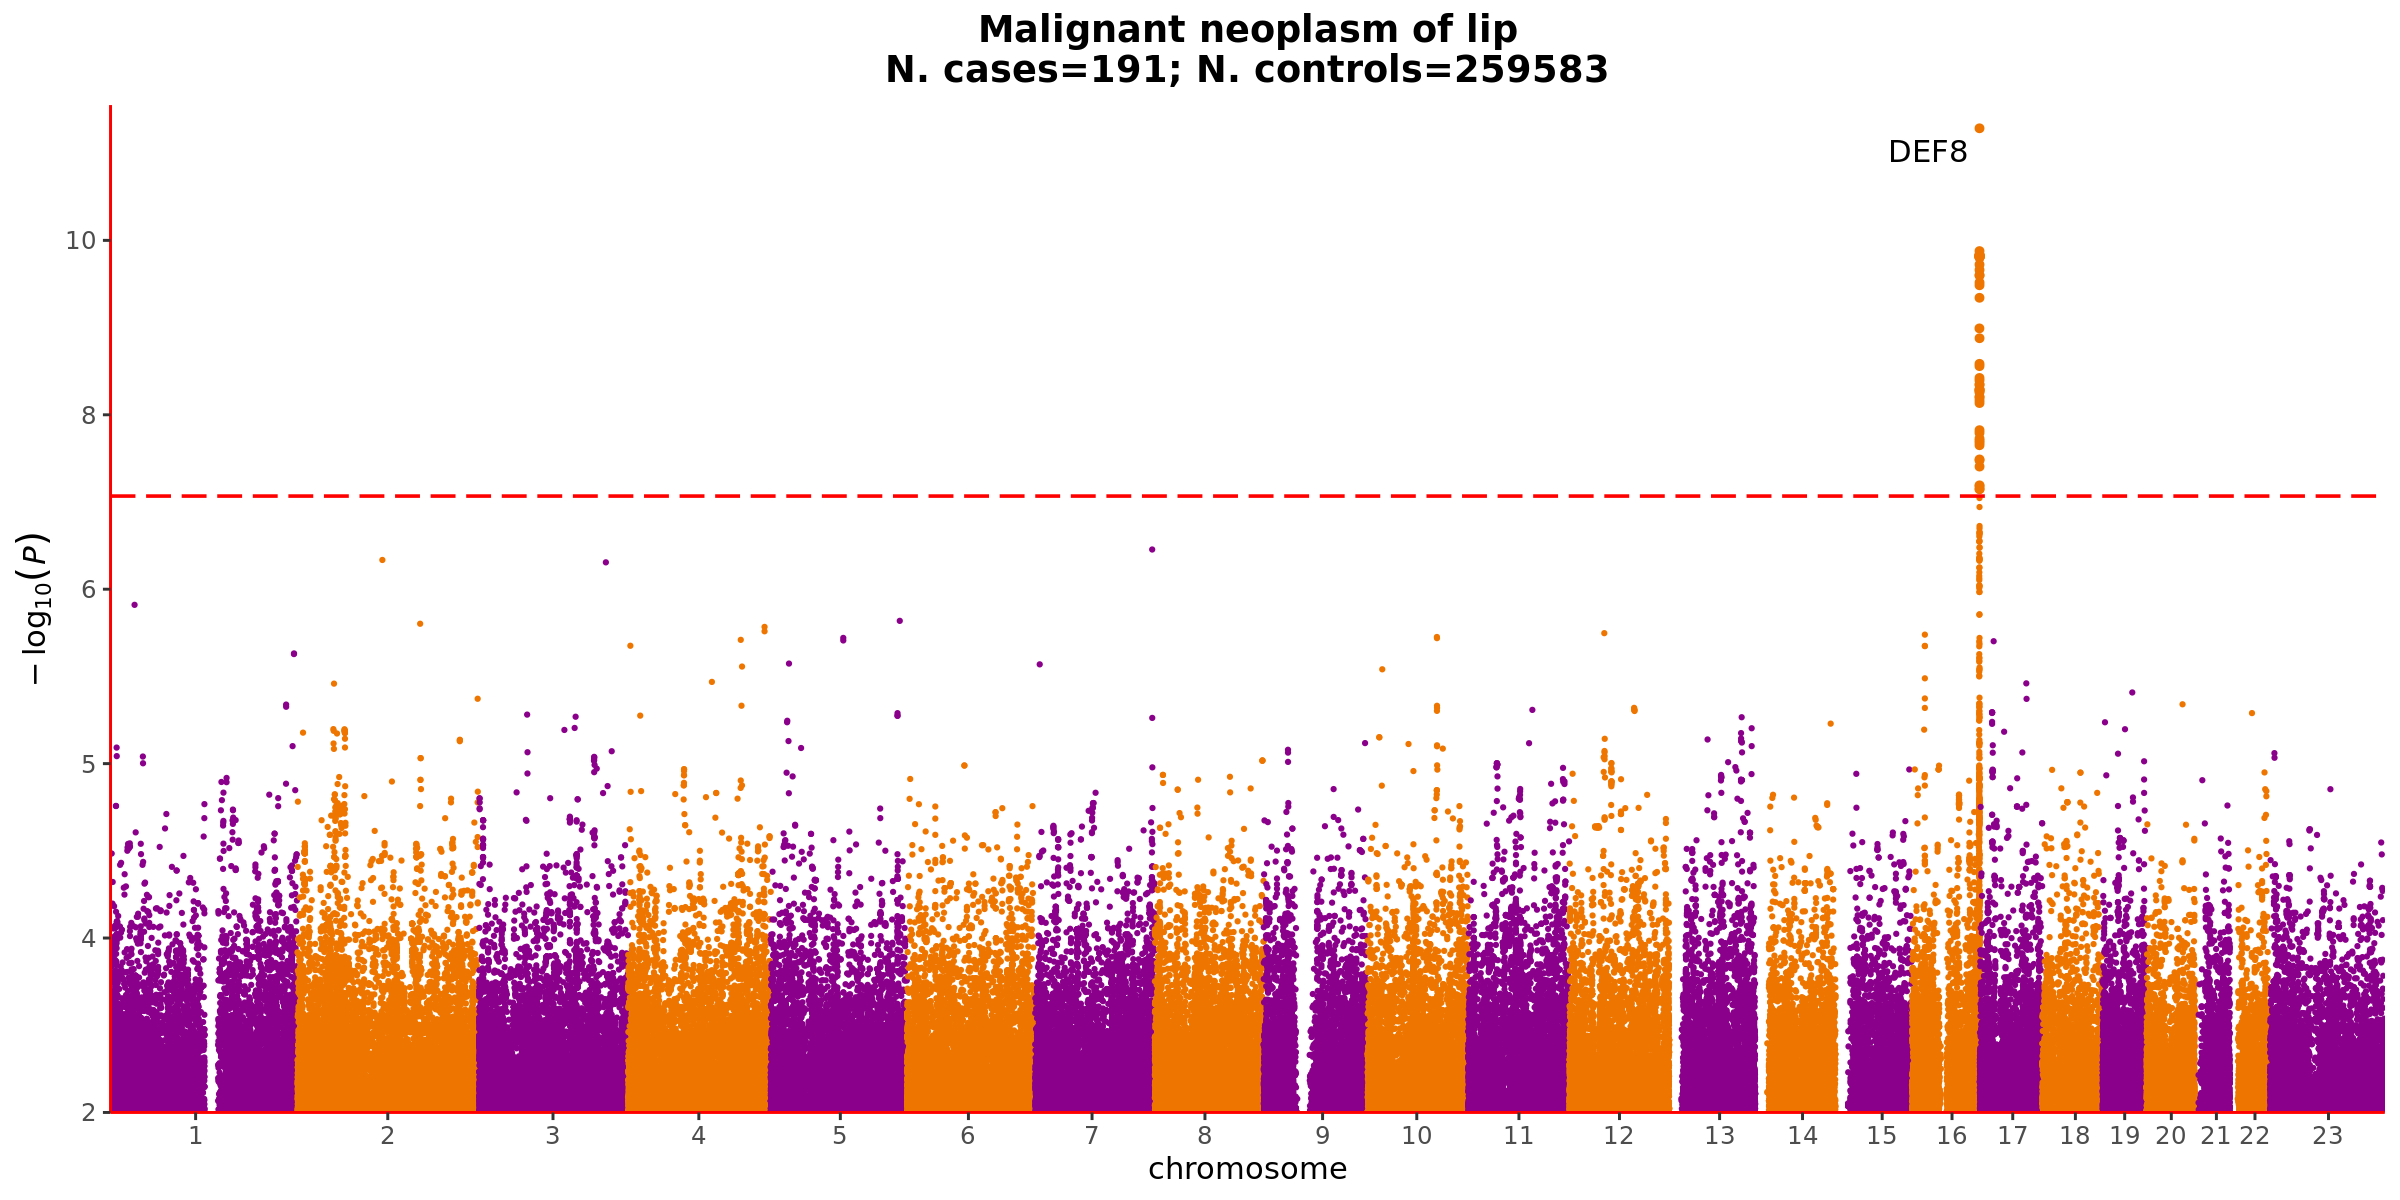 Malignant neoplasm of lip
N. cases=191; N. controls=259583
DEF8
10
8
6
5
4
2
− log₁₀(P)
1 2 3 4 5 6 7 8 9 10 11 12 13 14 15 16 17 18 19 20 21 22 23
chromosome